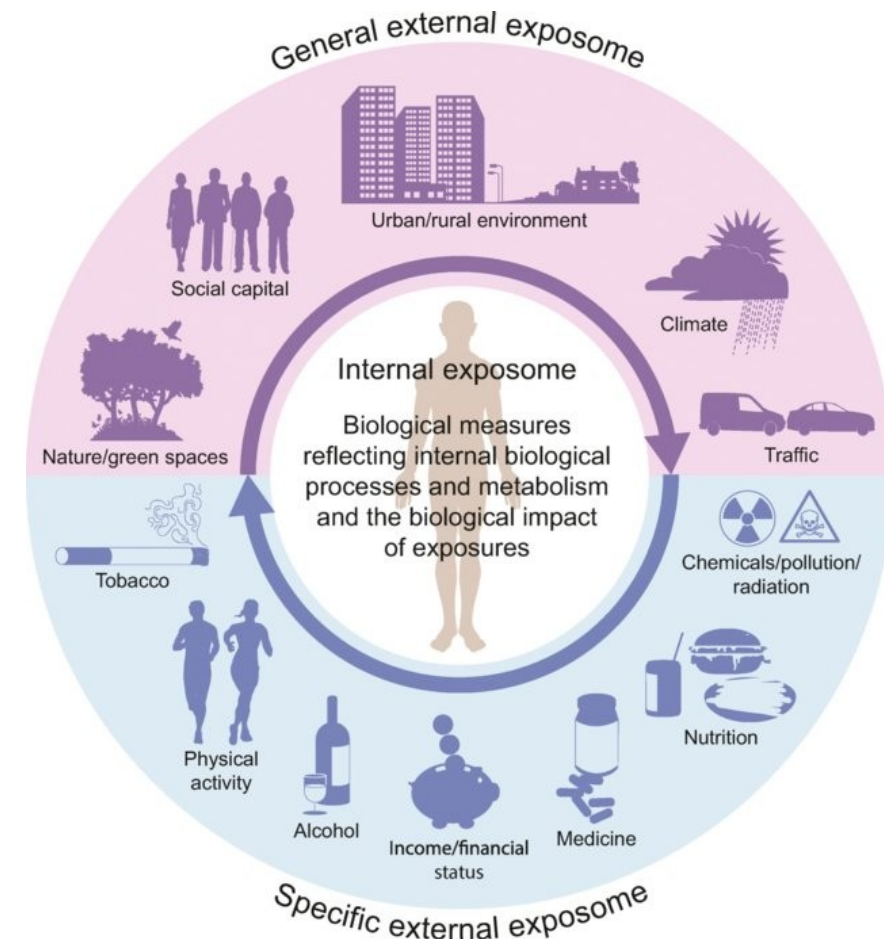 General external exposome
Urban/rural environment
Social capital
Climate
Nature/green spaces
Traffic
Internal exposome
Biological measures
reflecting internal biological
processes and metabolism
and the biological impact
of exposures
Tobacco
Chemicals/pollution/
radiation
Physical
activity
Nutrition
Alcohol
Income/financial
status
Medicine
Specific external exposome